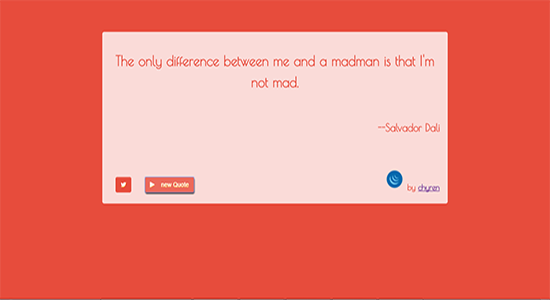 The only difference between me and a madman is that I'm
not mad.
--Salvador Dali
new Quote
by chyren